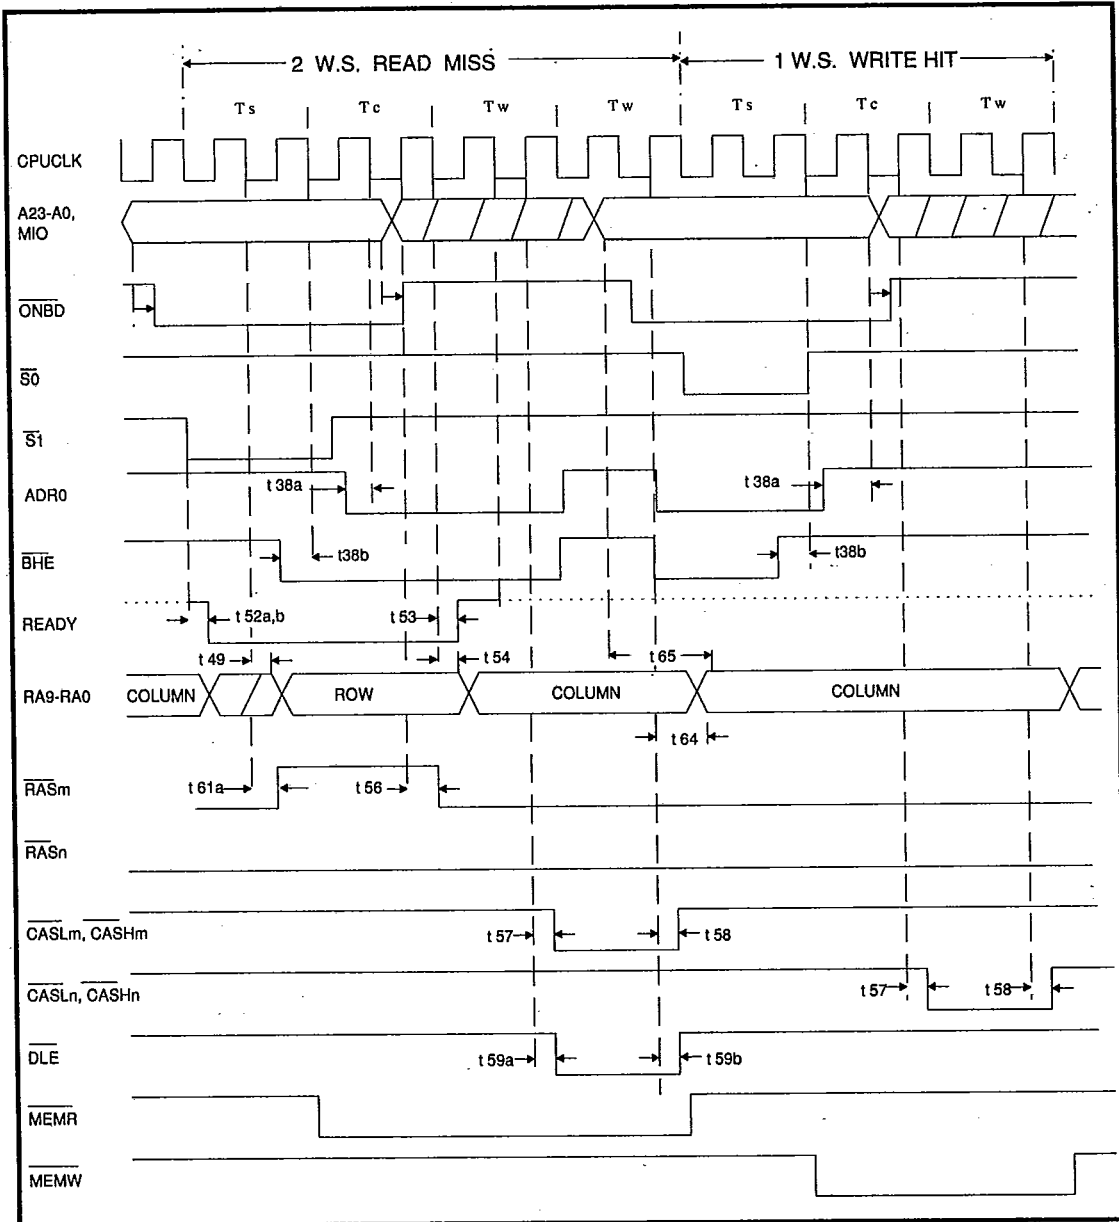 2 W.S. READ MISS
1 W.S. WRITE HIT
Ts Tc Tw Tw Ts Tc Tw
CPUCLK
A23-A0,
MIO
ONBD
S0
S1
t 38a t 38a
ADR0
BHE t38b t38b
t 52a,b t 53
READY
t 49 t 54 t 65
RA9-RA0 COLUMN ROW COLUMN COLUMN
t 64
RASm t 61a t 56
RASn
CASLm, CASHm t 57 t 58
CASLn, CASHn t 57 t 58
DLE t 59a t 59b
MEMR
MEMW